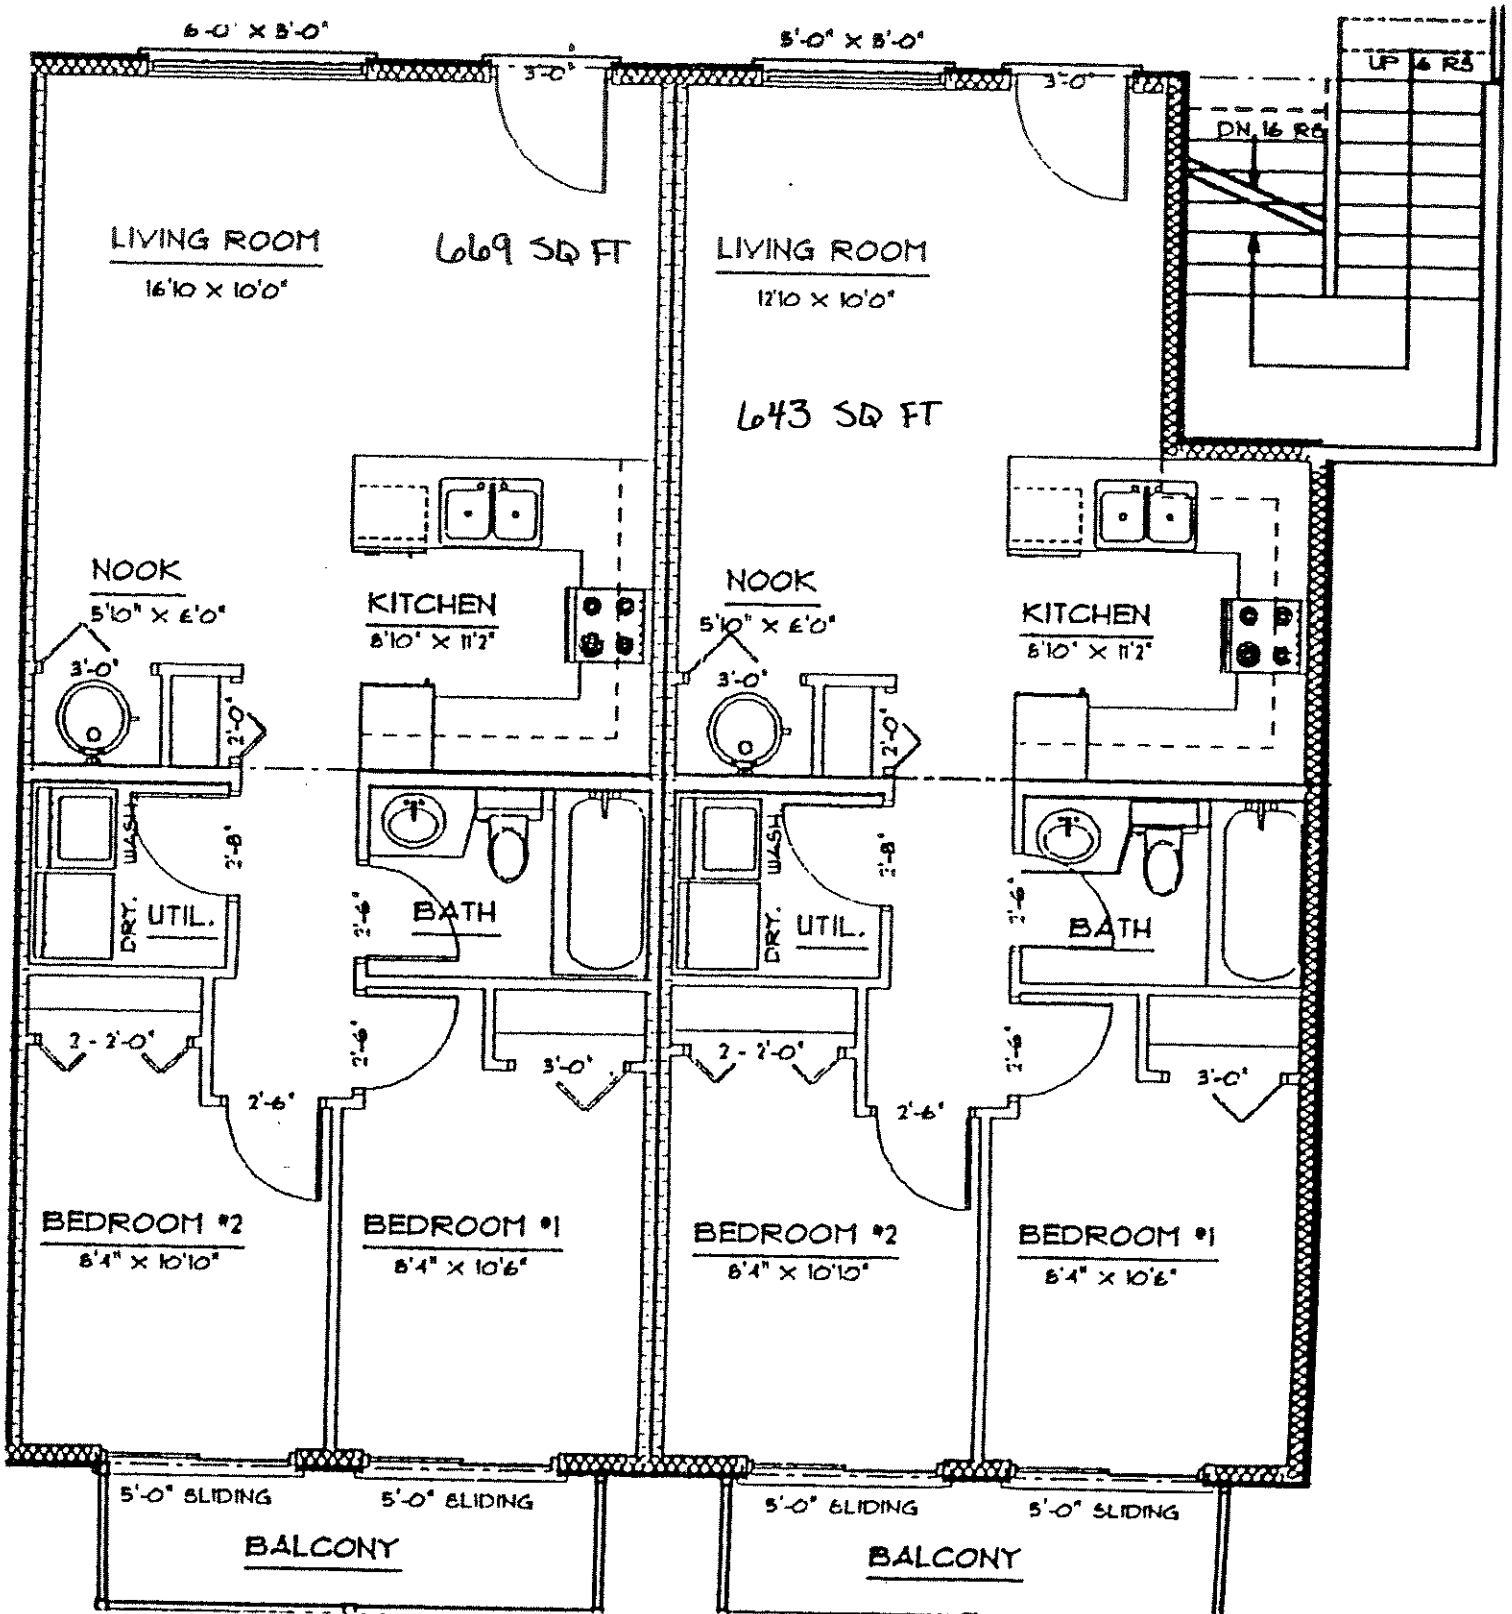 6-0' X 5'-0"
5'-0" X 5'-0"
3'-0"
3'-0"
UP 16 RS
DN 16 RS
LIVING ROOM
16'10 X 10'0"
669 SQ FT
LIVING ROOM
12'10 X 10'0"
643 SQ FT
NOOK
5'10" X 6'0"
KITCHEN
8'10" X 11'2"
NOOK
5'10" X 6'0"
KITCHEN
8'10" X 11'2"
3'-0"
2'-0"
3'-0"
2'-0"
WASH
2'-8"
DRY.
UTIL.
2'-6"
BATH
WASH
2'-8"
DRY.
UTIL.
2'-6"
BATH
2 - 2'-0"
2'-6"
3'-0"
2 - 2'-0"
2'-6"
3'-0"
2'-6"
2'-6"
BEDROOM #2
8'4" X 10'10"
BEDROOM #1
8'4" X 10'6"
BEDROOM #2
8'4" X 10'10"
BEDROOM #1
8'4" X 10'6"
5'-0" SLIDING
5'-0" SLIDING
5'-0" SLIDING
5'-0" SLIDING
BALCONY
BALCONY